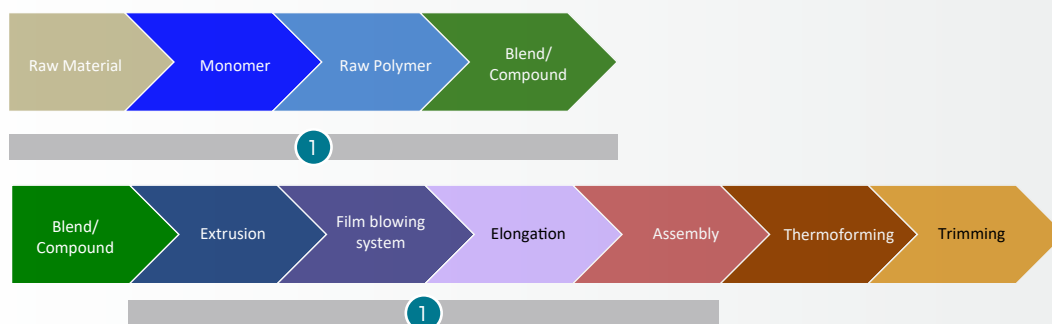 Raw Material
Monomer
Raw Polymer
Blend/
Compound
1
Blend/
Compound
Extrusion
Film blowing
system
Elongation
Assembly
Thermoforming
Trimming
1